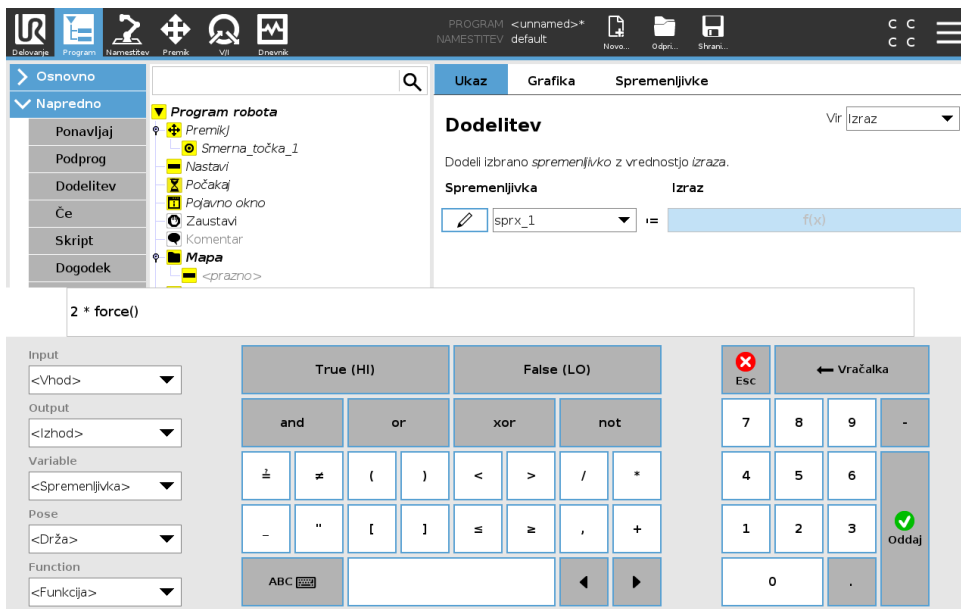 PROGRAM <unnamed>*
NAMESTITEV default
Delovanje Program Namestitev Premik V/I Dnevnik Novo... Odpri... Shrani...
C C
C C
Osnovno
Napredno
Ponavljaj
Podprog
Dodelitev
Če
Skript
Dogodek
Program robota
PremikJ
Smerna_točka_1
Nastavi
Počakaj
Pojavno okno
Zaustavi
Komentar
Mapa
<prazno>
Ukaz Grafika Spremenljivke
Dodelitev
Vir Izraz
Dodeli izbrano spremenljivko z vrednostjo izraza.
Spremenljivka Izraz
sprx_1 := f(x)
2 * force()
Input
<Vhod>
Output
<Izhod>
Variable
<Spremenljivka>
Pose
<Drža>
Function
<Funkcija>
True (HI) False (LO)
and or xor not
≟ ≠ ( ) < > / *
_ " [ ] ≤ ≥ , +
ABC
Esc Vračalka
7 8 9 -
4 5 6
1 2 3 Oddaj
0 .